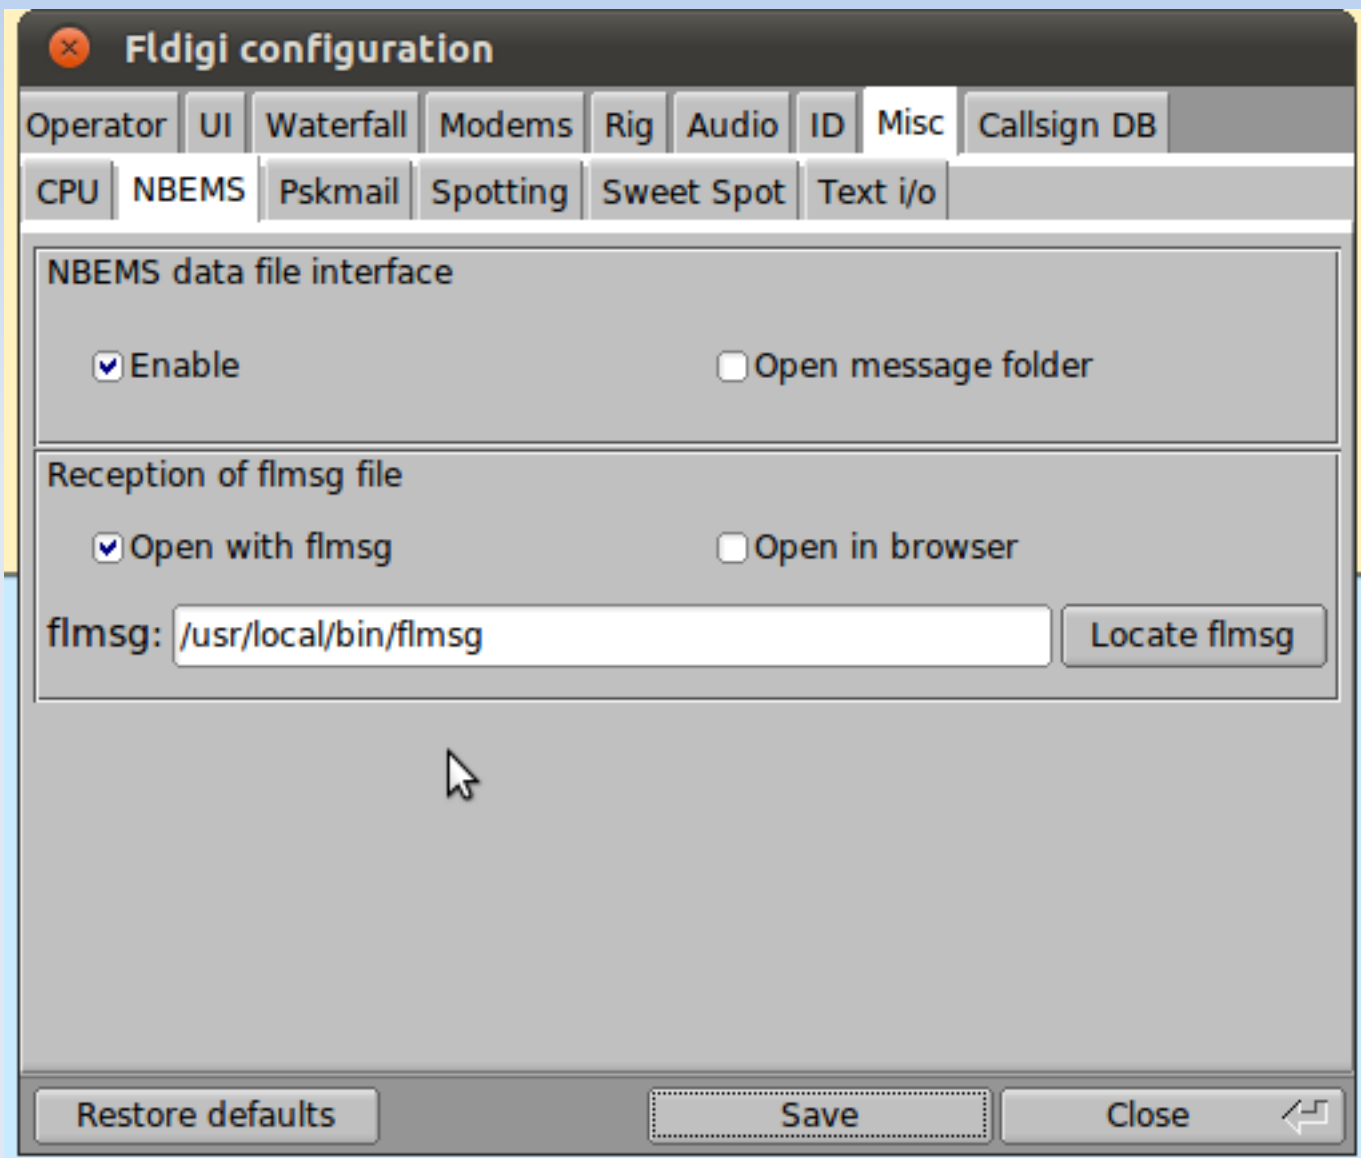 Fldigi configuration
Operator UI Waterfall Modems Rig Audio ID Misc Callsign DB
CPU NBEMS Pskmail Spotting Sweet Spot Text i/o
NBEMS data file interface
Enable Open message folder
Reception of flmsg file
Open with flmsg Open in browser
flmsg: /usr/local/bin/flmsg Locate flmsg
Restore defaults Save Close